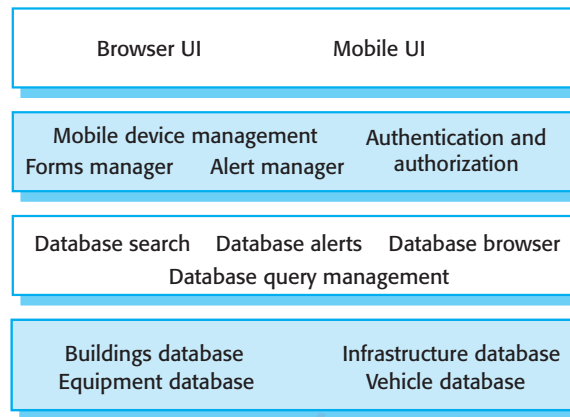 Browser UI Mobile UI
Mobile device management Authentication and
Forms manager Alert manager authorization
Database search Database alerts Database browser
Database query management
Buildings database Infrastructure database
Equipment database Vehicle database